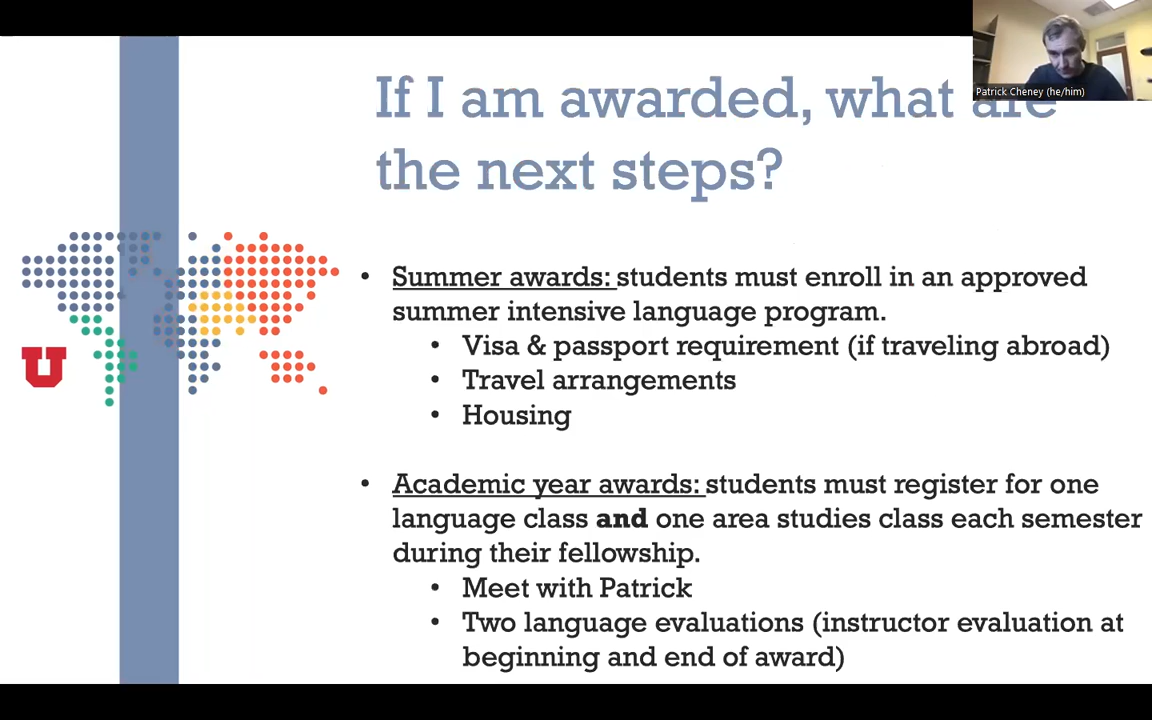 Patrick Cheney (he/him)
If I am awarded, what are
the next steps?
• Summer awards: students must enroll in an approved
summer intensive language program.
• Visa & passport requirement (if traveling abroad)
• Travel arrangements
• Housing
• Academic year awards: students must register for one
language class and one area studies class each semester
during their fellowship.
• Meet with Patrick
• Two language evaluations (instructor evaluation at
beginning and end of award)
U